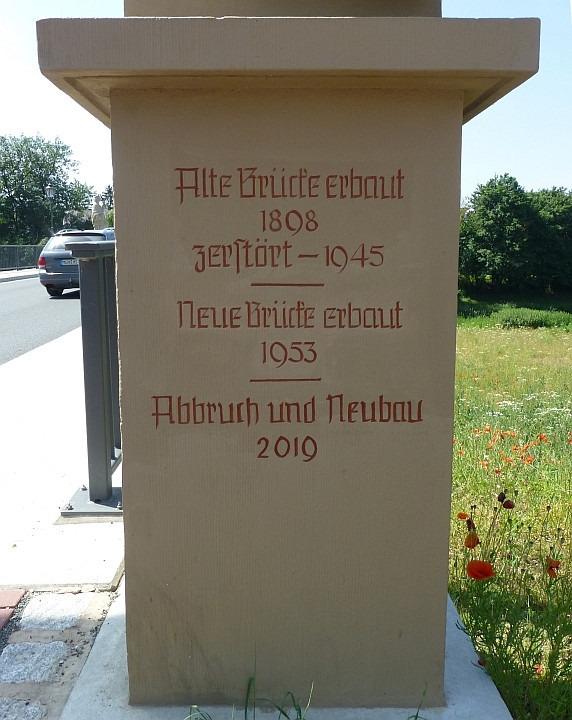 Alte Brücke erbaut
1898
zerstört – 1945
Neue Brücke erbaut
1953
Abbruch und Neubau
2019